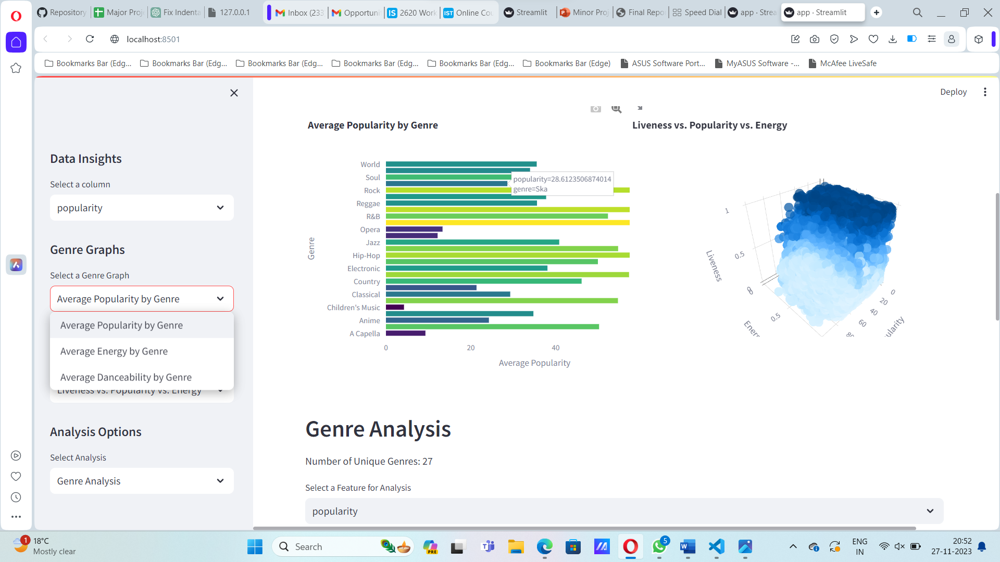 Repository
Major Proj
Fix Indenta
127.0.0.1
Inbox (233
Opportuni
2620 Work
Online Cou
Streamlit
Minor Proj
Final Repo
Speed Dial
app · Strea
app · Streamlit
localhost:8501
Bookmarks Bar (Edg...
Bookmarks Bar (Edg...
Bookmarks Bar (Edg...
Bookmarks Bar (Edg...
Bookmarks Bar (Edg...
Bookmarks Bar (Edge)
ASUS Software Port...
MyASUS Software -...
McAfee LiveSafe
Deploy
Data Insights
Select a column
popularity
Genre Graphs
Select a Genre Graph
Average Popularity by Genre
Average Popularity by Genre
Average Energy by Genre
Average Danceability by Genre
Liveness vs. Popularity vs. Energy
Analysis Options
Select Analysis
Genre Analysis
Average Popularity by Genre
World
Soul
Rock
Reggae
R&B
Opera
Jazz
Hip-Hop
Electronic
Country
Classical
Children's Music
Anime
A Capella
Genre
popularity=28.6123506874014
genre=Ska
0
20
40
Average Popularity
Liveness vs. Popularity vs. Energy
1
0.5
0
Liveness
0
0.5
Ener
0
20
40
60
80
ularity
Genre Analysis
Number of Unique Genres: 27
Select a Feature for Analysis
popularity
1
18°C
Mostly clear
Search
PRE
5
ENG
IN
20:52
27-11-2023